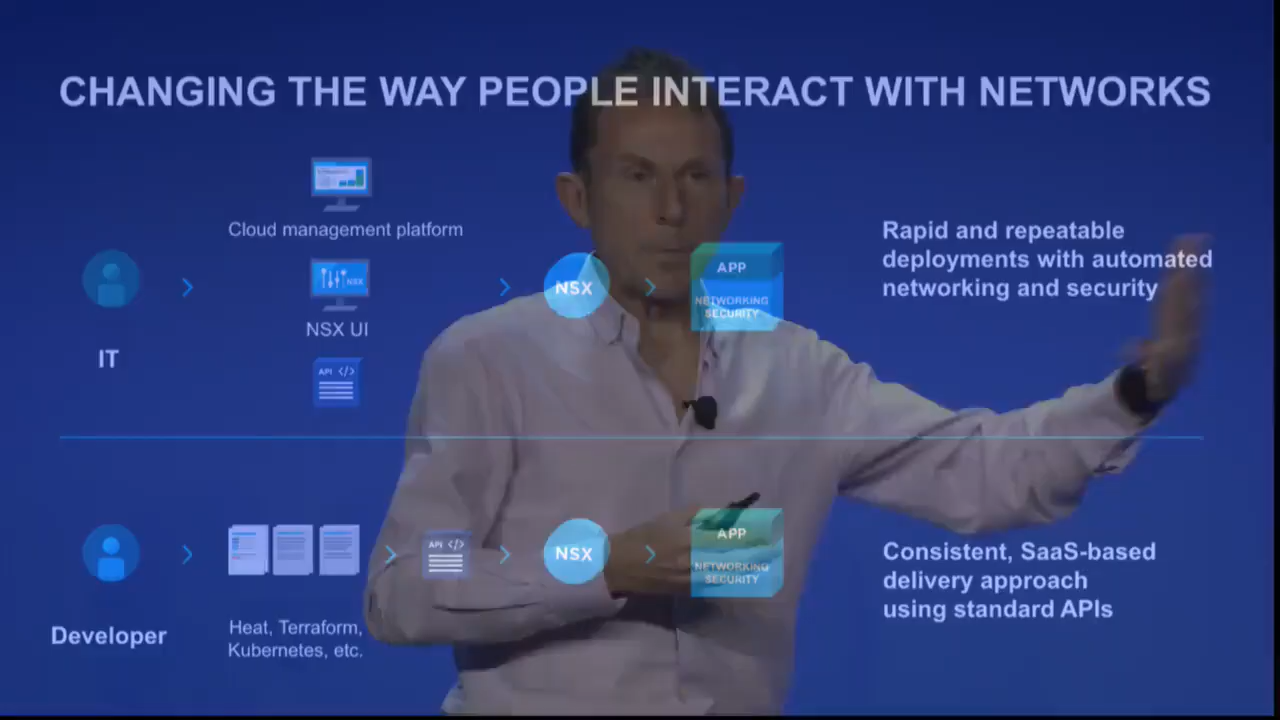 CHANGING THE WAY PEOPLE INTERACT WITH NETWORKS
Cloud management platform
NSX
NSX UI
API </>
IT
NSX
APP
NETWORKING
SECURITY
Rapid and repeatable
deployments with automated
networking and security
Developer
Heat, Terraform,
Kubernetes, etc.
API </>
NSX
APP
NETWORKING
SECURITY
Consistent, SaaS-based
delivery approach
using standard APIs